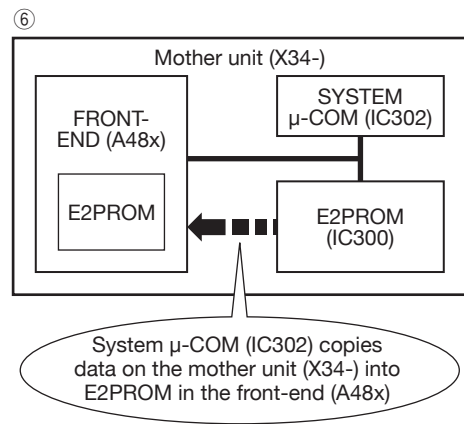 ⑥
Mother unit (X34-)
FRONT-
END (A48x)
E2PROM
SYSTEM
µ-COM (IC302)
E2PROM
(IC300)
System µ-COM (IC302) copies
data on the mother unit (X34-) into
E2PROM in the front-end (A48x)